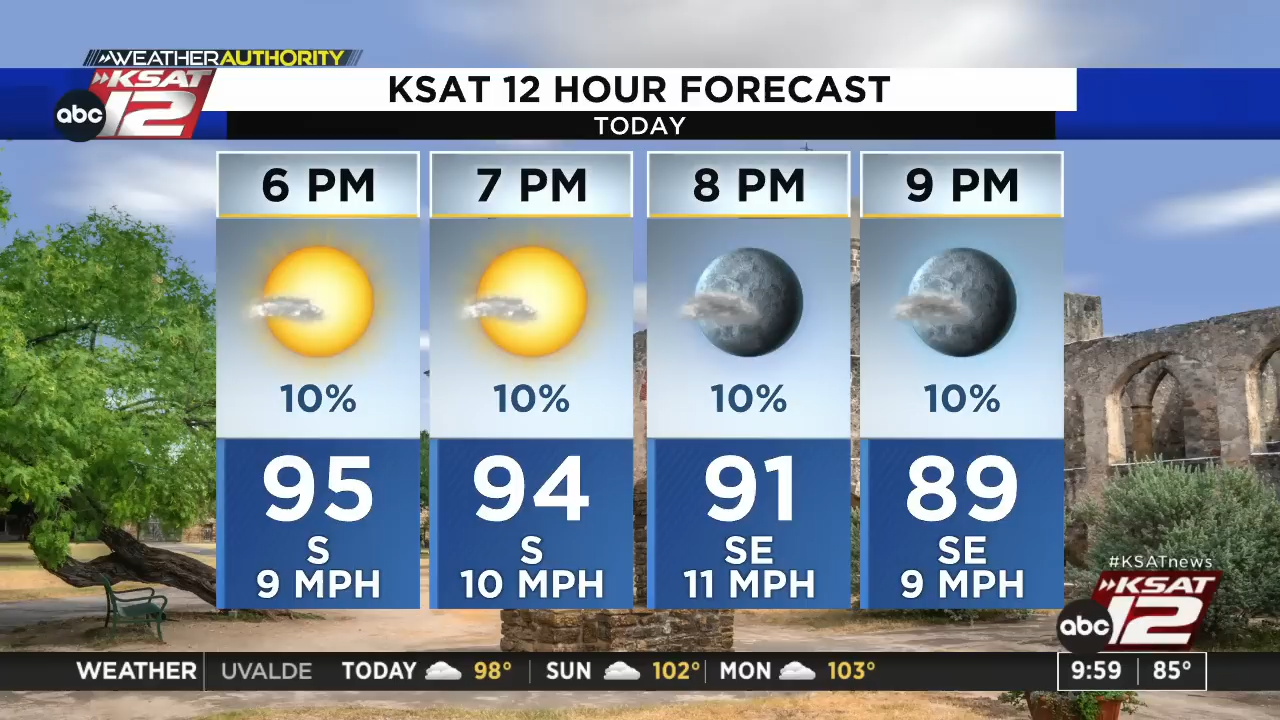 WEATHERAUTHORITY
KSAT
abc 12
KSAT 12 HOUR FORECAST
TODAY
6 PM 7 PM 8 PM 9 PM
10% 10% 10% 10%
95 94 91 89
S S SE SE
9 MPH 10 MPH 11 MPH 9 MPH
#KSATnews
KSAT
abc 12
WEATHER UVALDE TODAY 98° SUN 102° MON 103° 9:59 85°